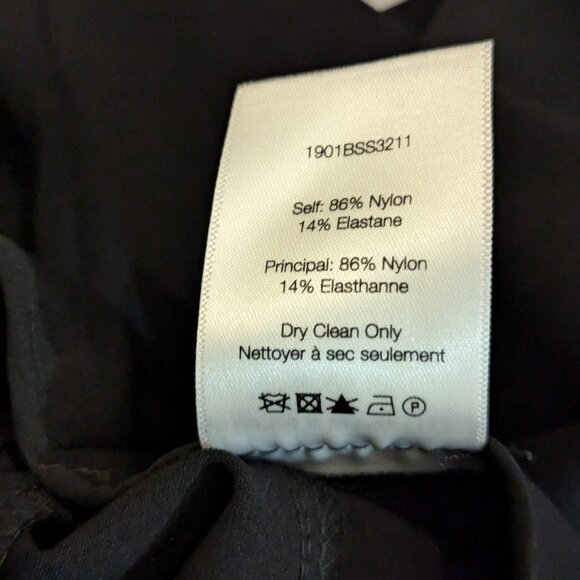 1901BSS3211
Self: 86% Nylon
14% Elastane
Principal: 86% Nylon
14% Elasthanne
Dry Clean Only
Nettoyer à sec seulement
P